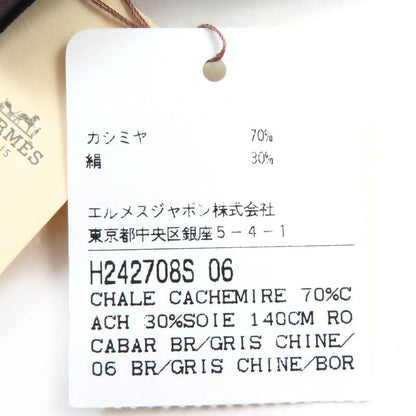 カシミヤ 70%
絹 30%
エルメスジャポン株式会社
東京都中央区銀座5-4-1
H242708S 06
CHALE CACHEMIRE 70%C
ACH 30%SOIE 140CM RO
CABAR BR/GRIS CHINE/
06 BR/GRIS CHINE/BOR